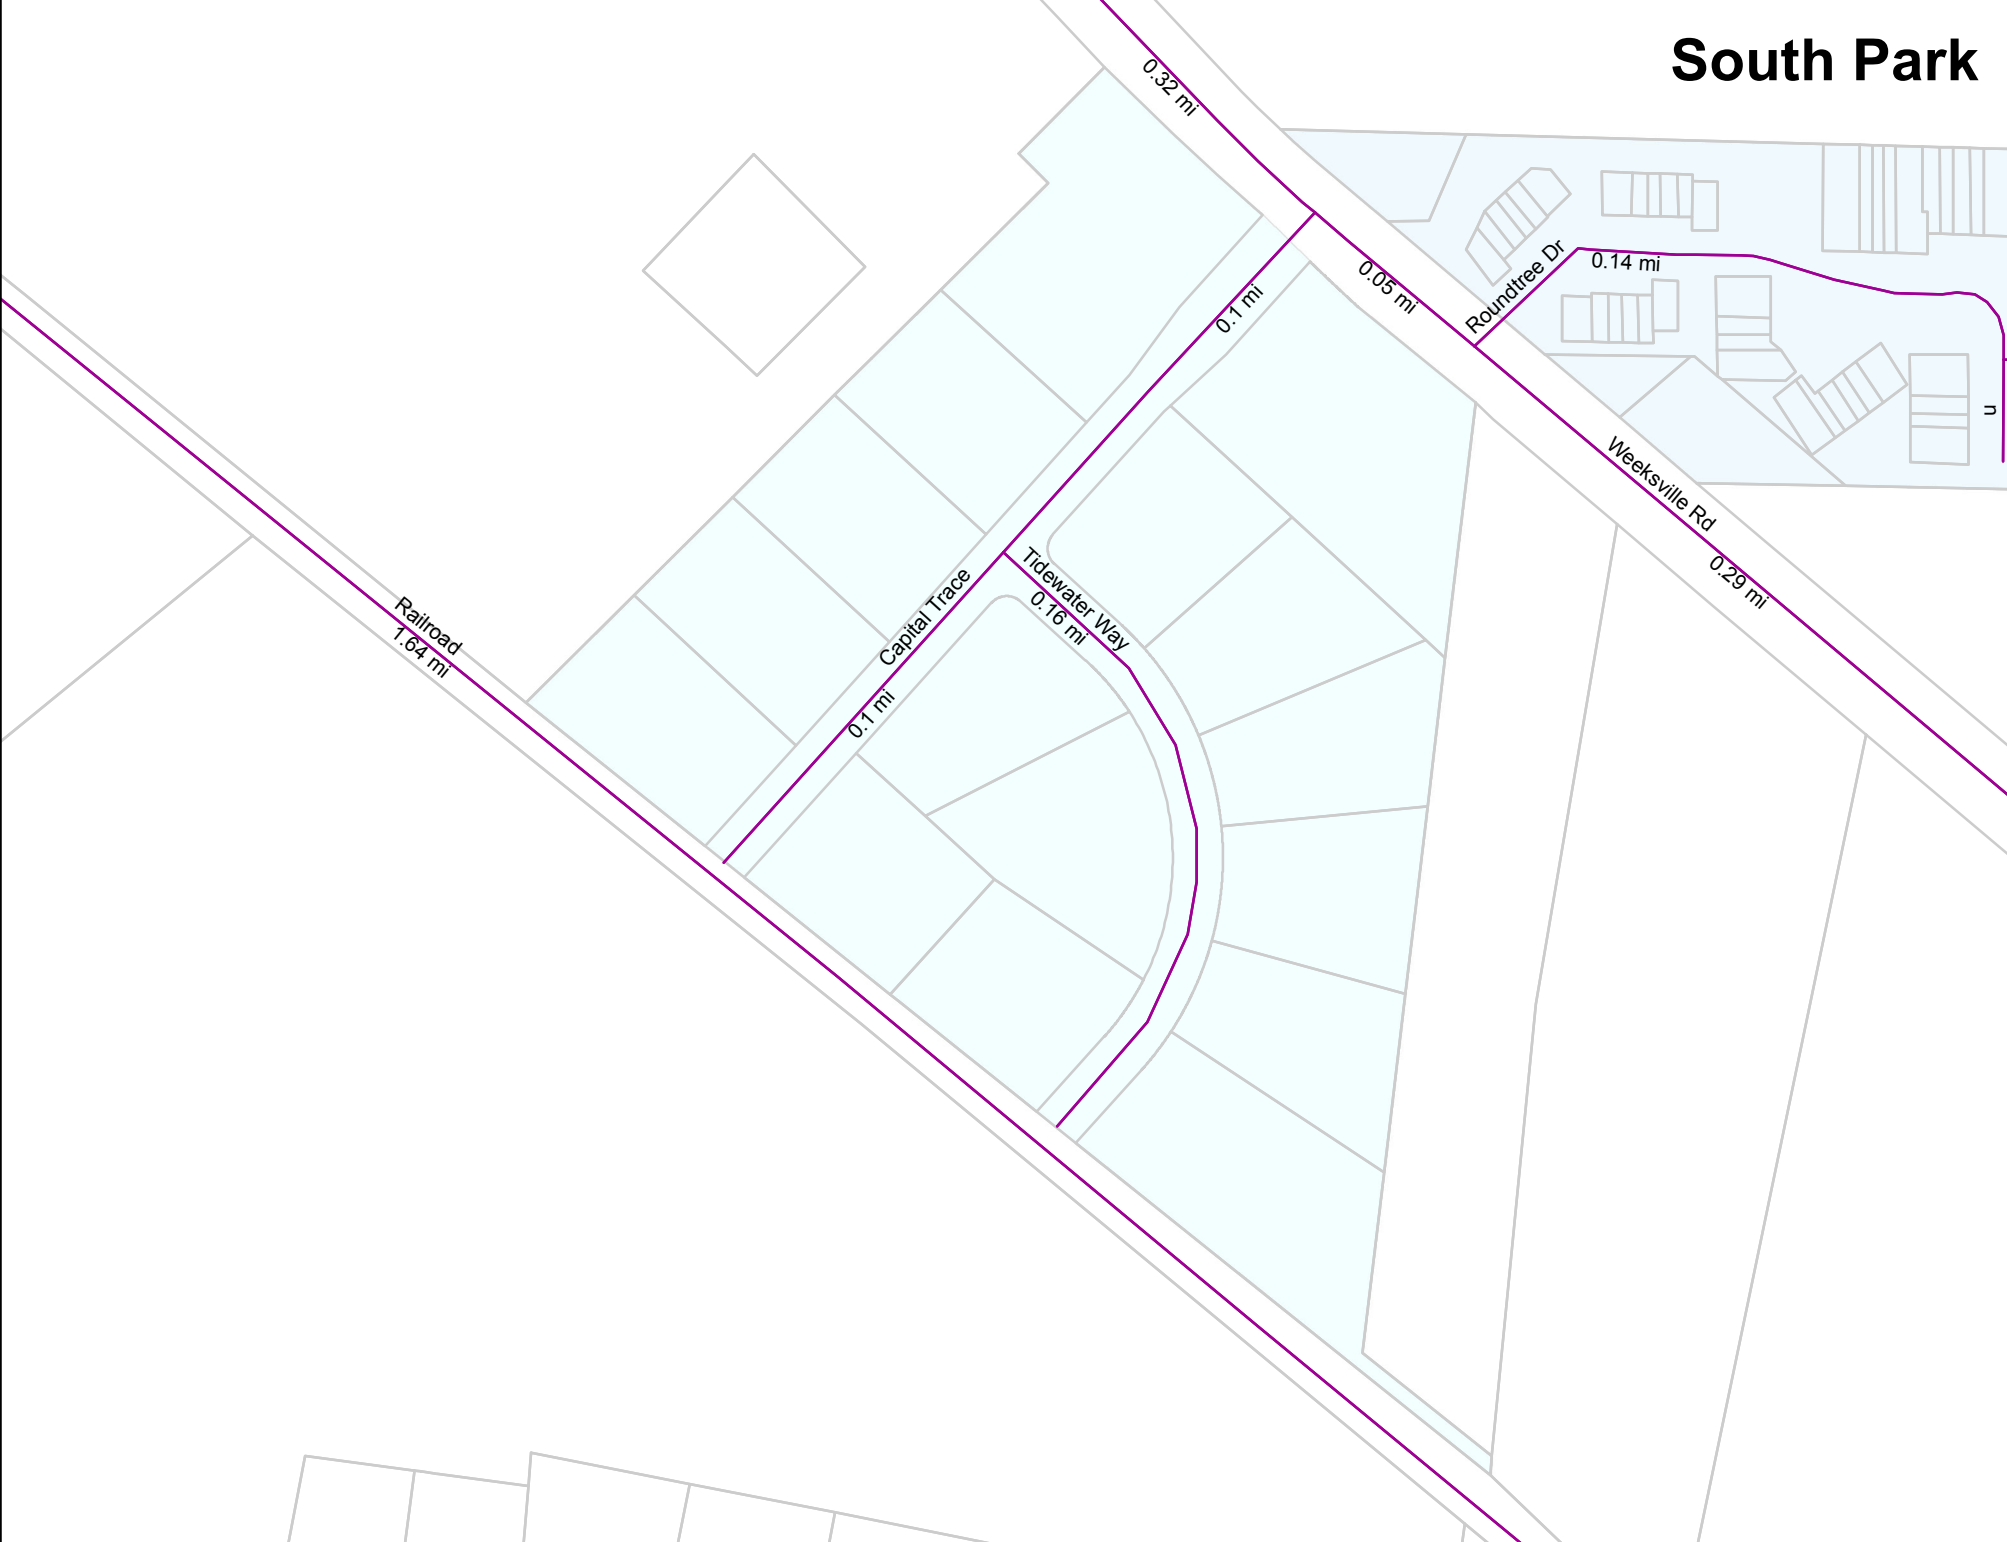 South Park
0.32 mi
0.05 mi
Roundtree Dr
0.14 mi
0.1 mi
Weeksville Rd
0.29 mi
Tidewater Way
0.16 mi
Capital Trace
0.1 mi
Railroad
1.64 mi